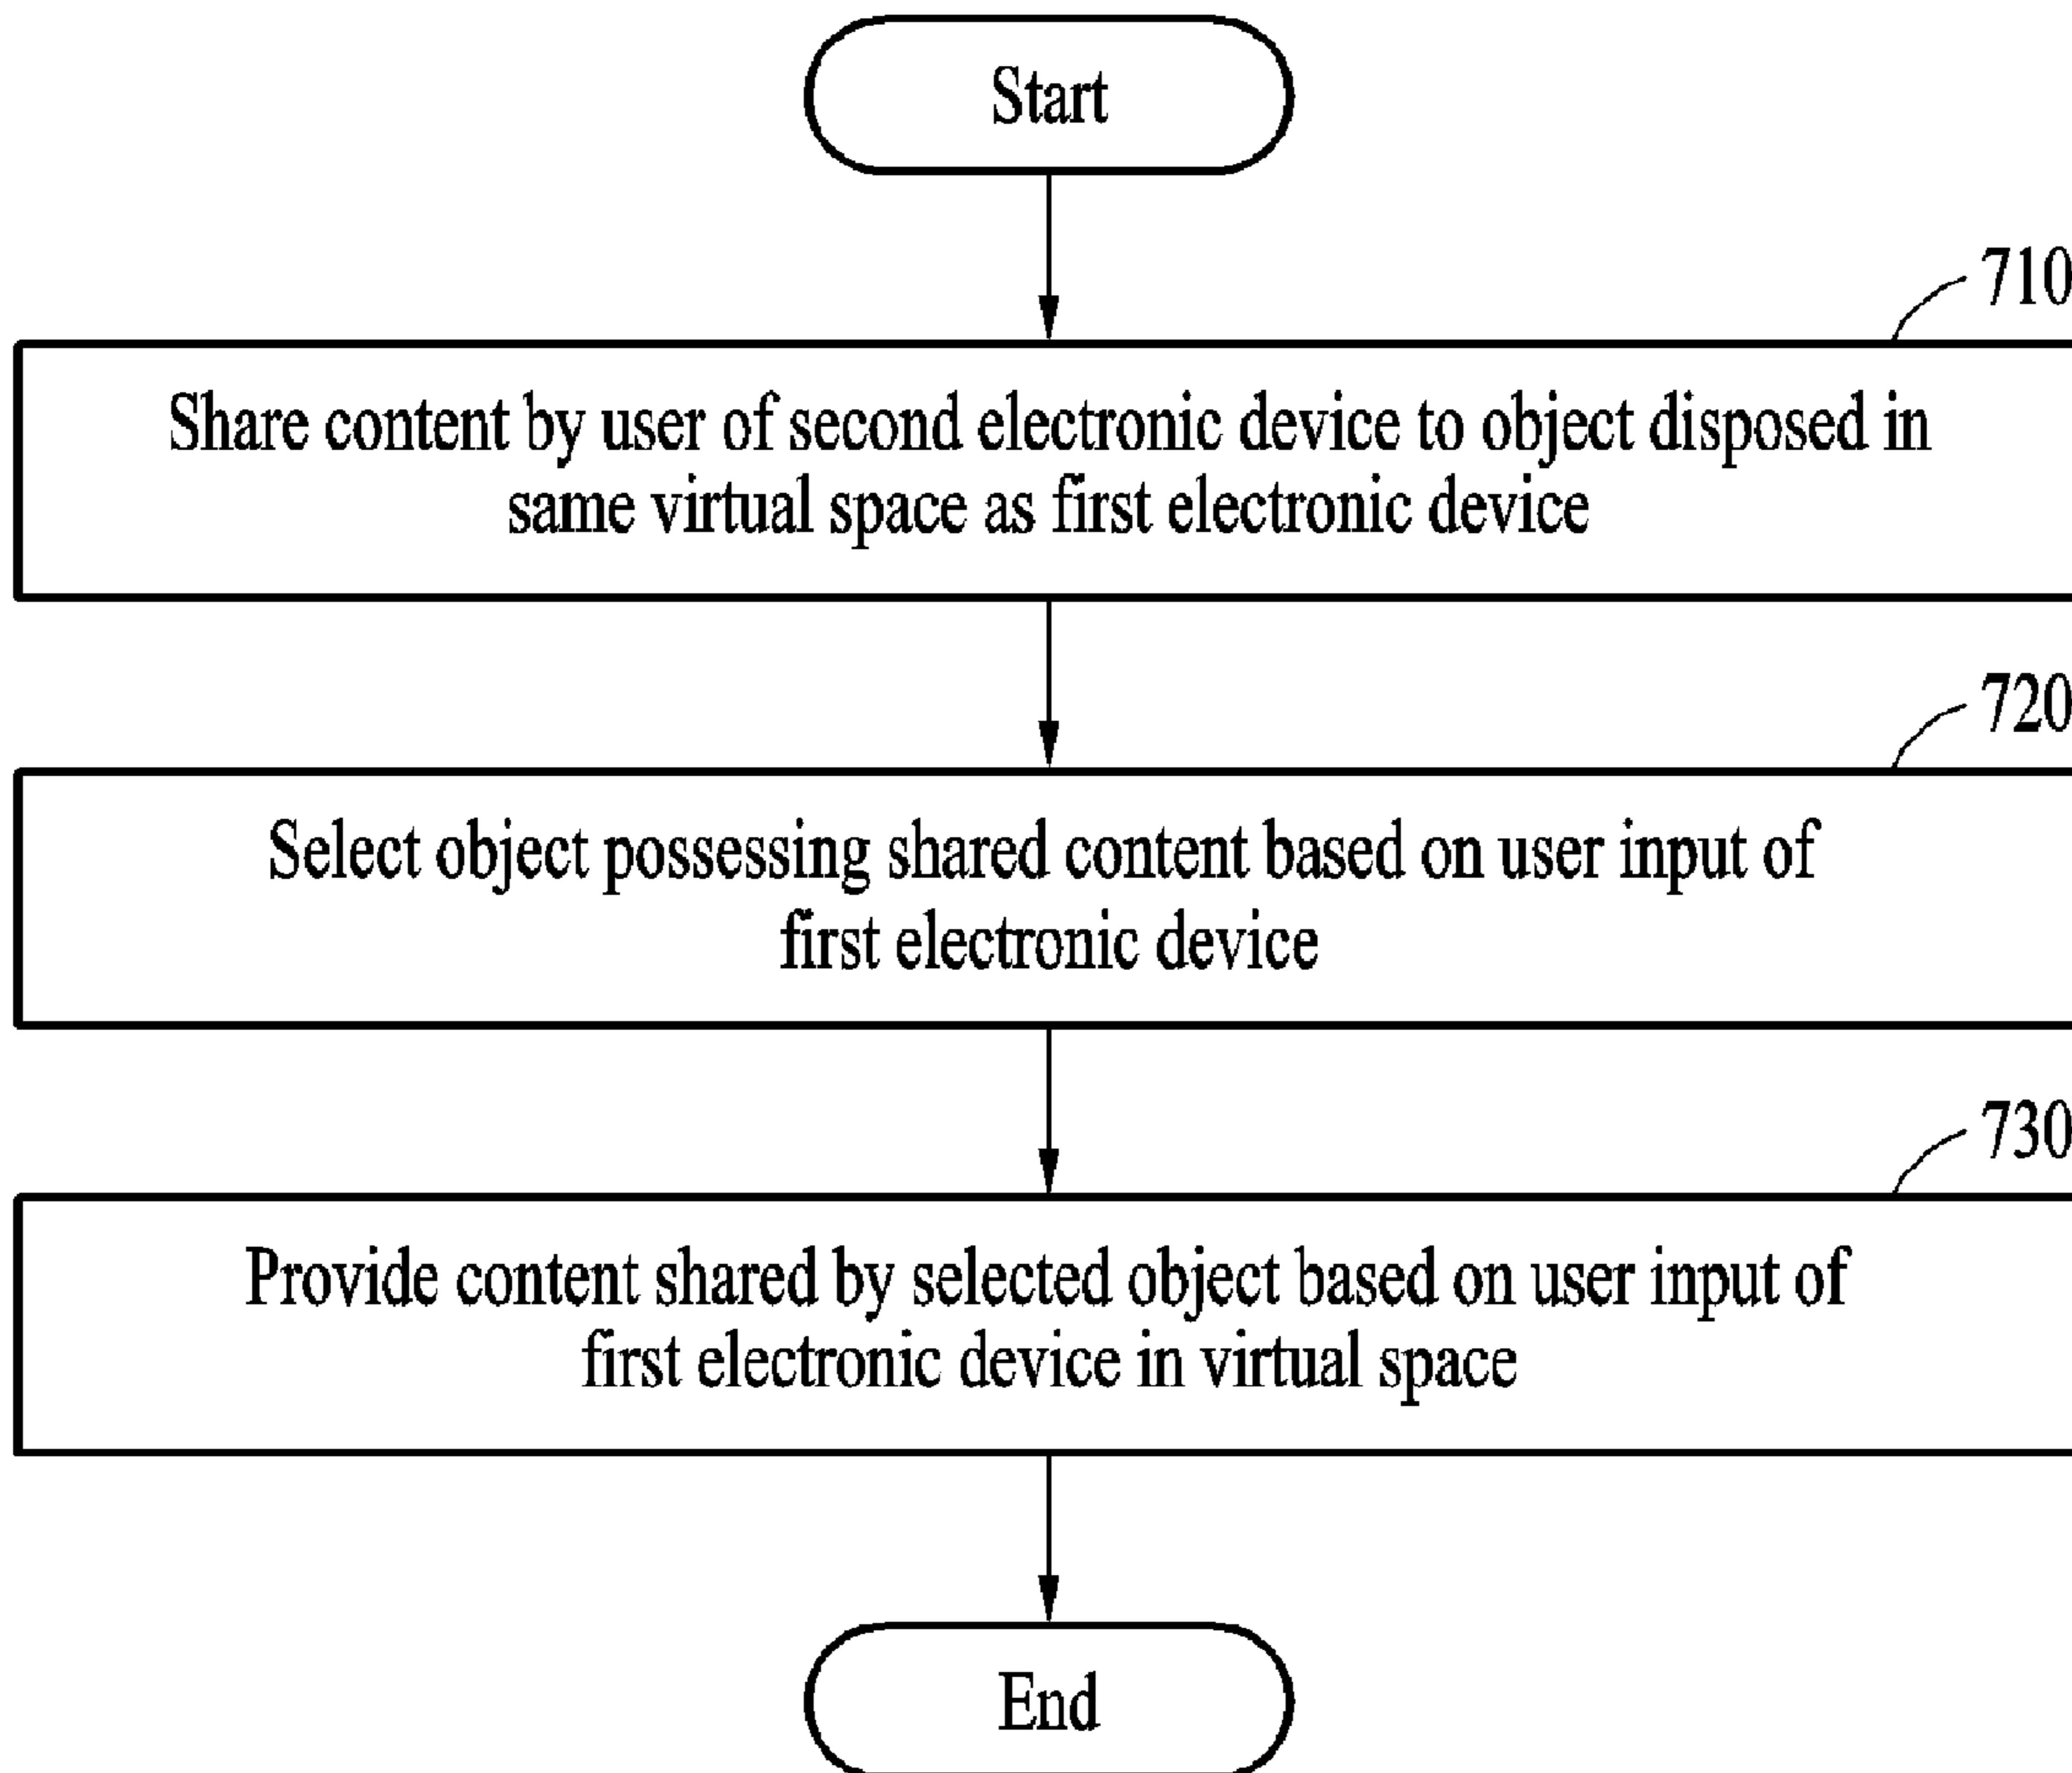 Start
710
Share content by user of second electronic device to object disposed in
same virtual space as first electronic device
720
Select object possessing shared content based on user input of
first electronic device
730
Provide content shared by selected object based on user input of
first electronic device in virtual space
End